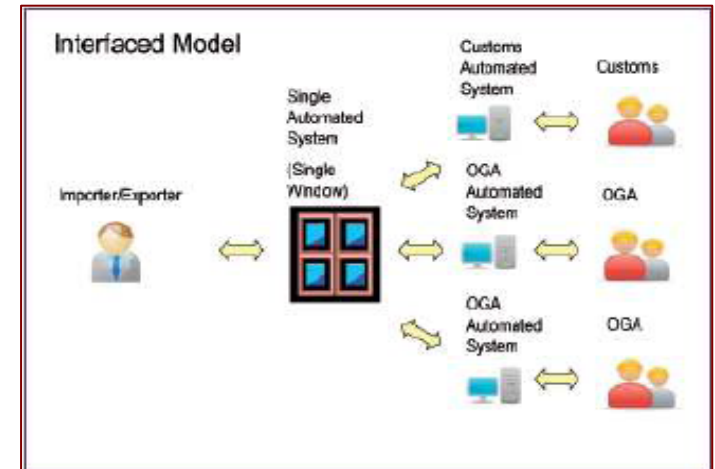 Interfaced Model
Customs
Automated
System
Customs
Single
Automated
System
(Single
Window)
Importer/Exporter
OGA
Automated
System
OGA
OGA
Automated
System
OGA